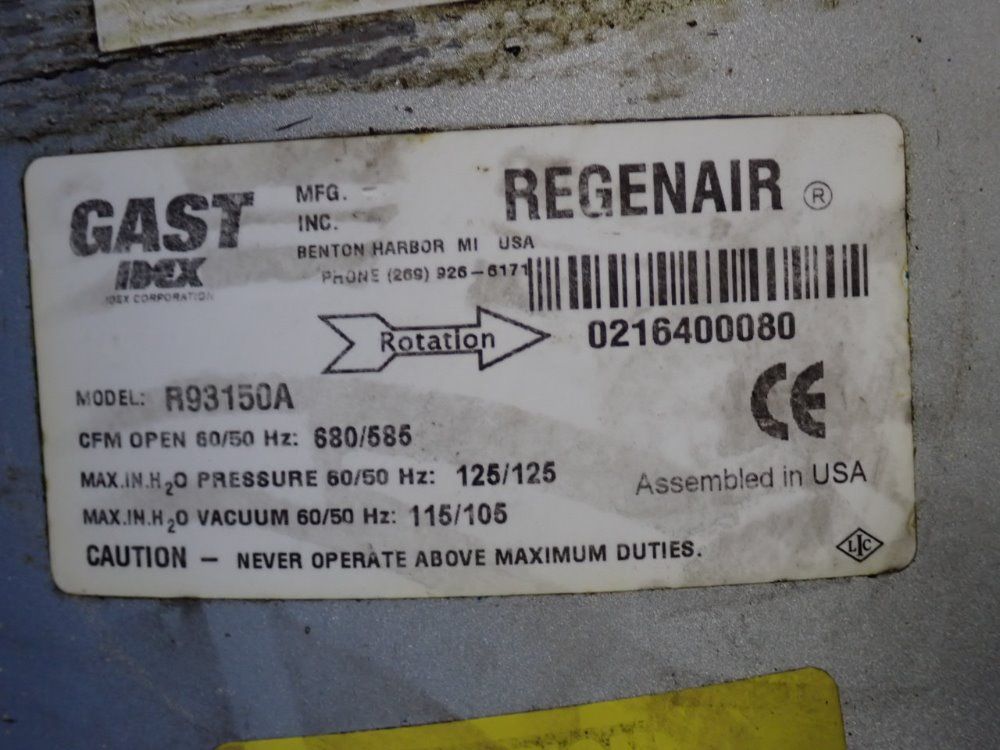 GAST
IDEX
IDEX CORPORATION
MFG.
INC.
BENTON HARBOR MI USA
PHONE (269) 926-6171
REGENAIR ®
0216400080
Rotation
MODEL: R93150A
CFM OPEN 60/50 Hz: 680/585
MAX.IN.H₂O PRESSURE 60/50 Hz: 125/125
MAX.IN.H₂O VACUUM 60/50 Hz: 115/105
CAUTION — NEVER OPERATE ABOVE MAXIMUM DUTIES.
CE
Assembled in USA
LIC